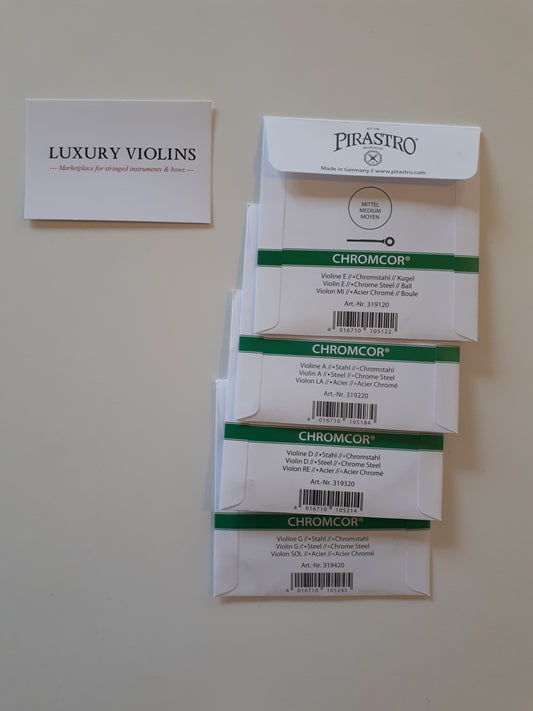 LUXURY VIOLINS
— Marketplace for stringed instruments & bows —
PIRASTRO
Made in Germany // www.pirastro.com
MITTEL
MEDIUM
MOYEN
CHROMCOR®
Violine E // • Chromstahl // Kugel
Violin E // • Chrome Steel // Ball
Violon MI // • Acier Chromé // Boule
Art.-Nr. 319120
4 016710 105122
CHROMCOR®
Violine A // • Stahl // ◦ Chromstahl
Violin A // • Steel // ◦ Chrome Steel
Violon LA // • Acier // ◦ Acier Chromé
Art.-Nr. 319220
4 016710 105184
CHROMCOR®
Violine D // • Stahl // ◦ Chromstahl
Violin D // • Steel // ◦ Chrome Steel
Violon RE // • Acier // ◦ Acier Chromé
Art.-Nr. 319320
4 016710 105214
CHROMCOR®
Violine G // • Stahl // ◦ Chromstahl
Violin G // • Steel // ◦ Chrome Steel
Violon SOL // • Acier // ◦ Acier Chromé
Art.-Nr. 319420
4 016710 105245